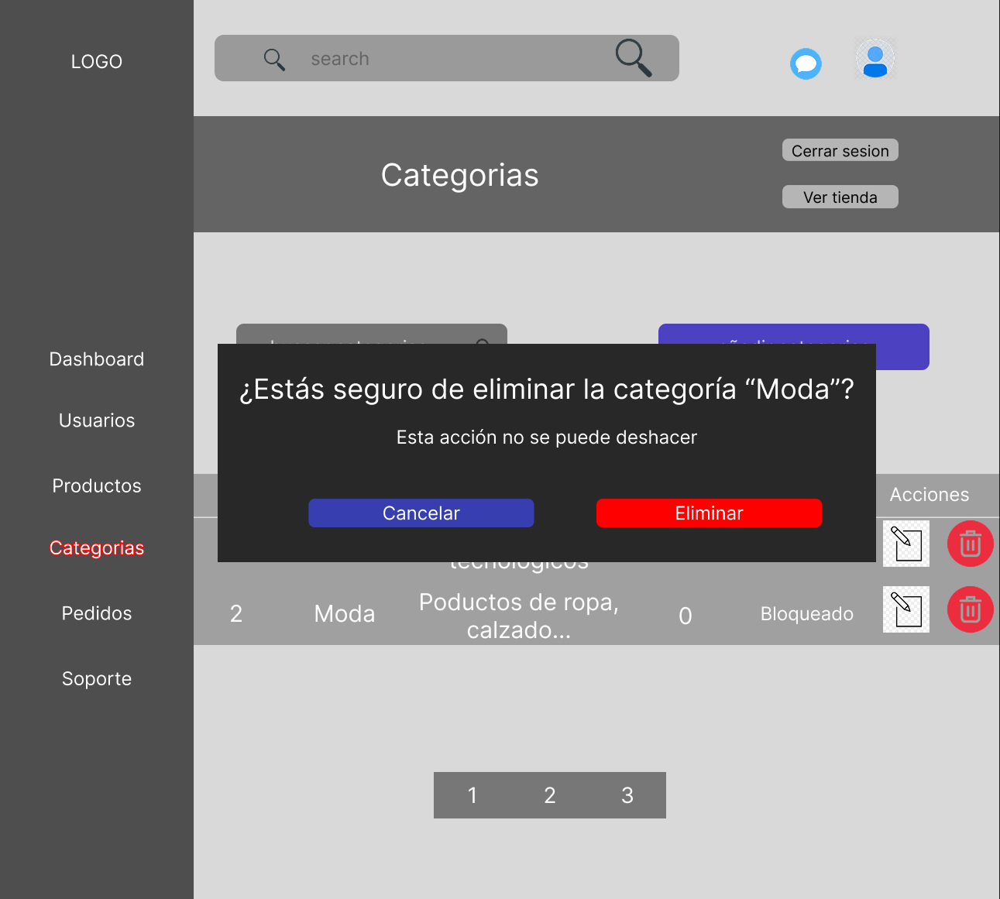 LOGO
search
Cerrar sesion
Categorias
Ver tienda
Dashboard
Usuarios
Productos
Categorias
Pedidos
Soporte
¿Estás seguro de eliminar la categoría “Moda”?
Esta acción no se puede deshacer
Cancelar
Eliminar
Acciones
tecnologicos
2
Moda
Poductos de ropa,
calzado...
0
Bloqueado
1
2
3